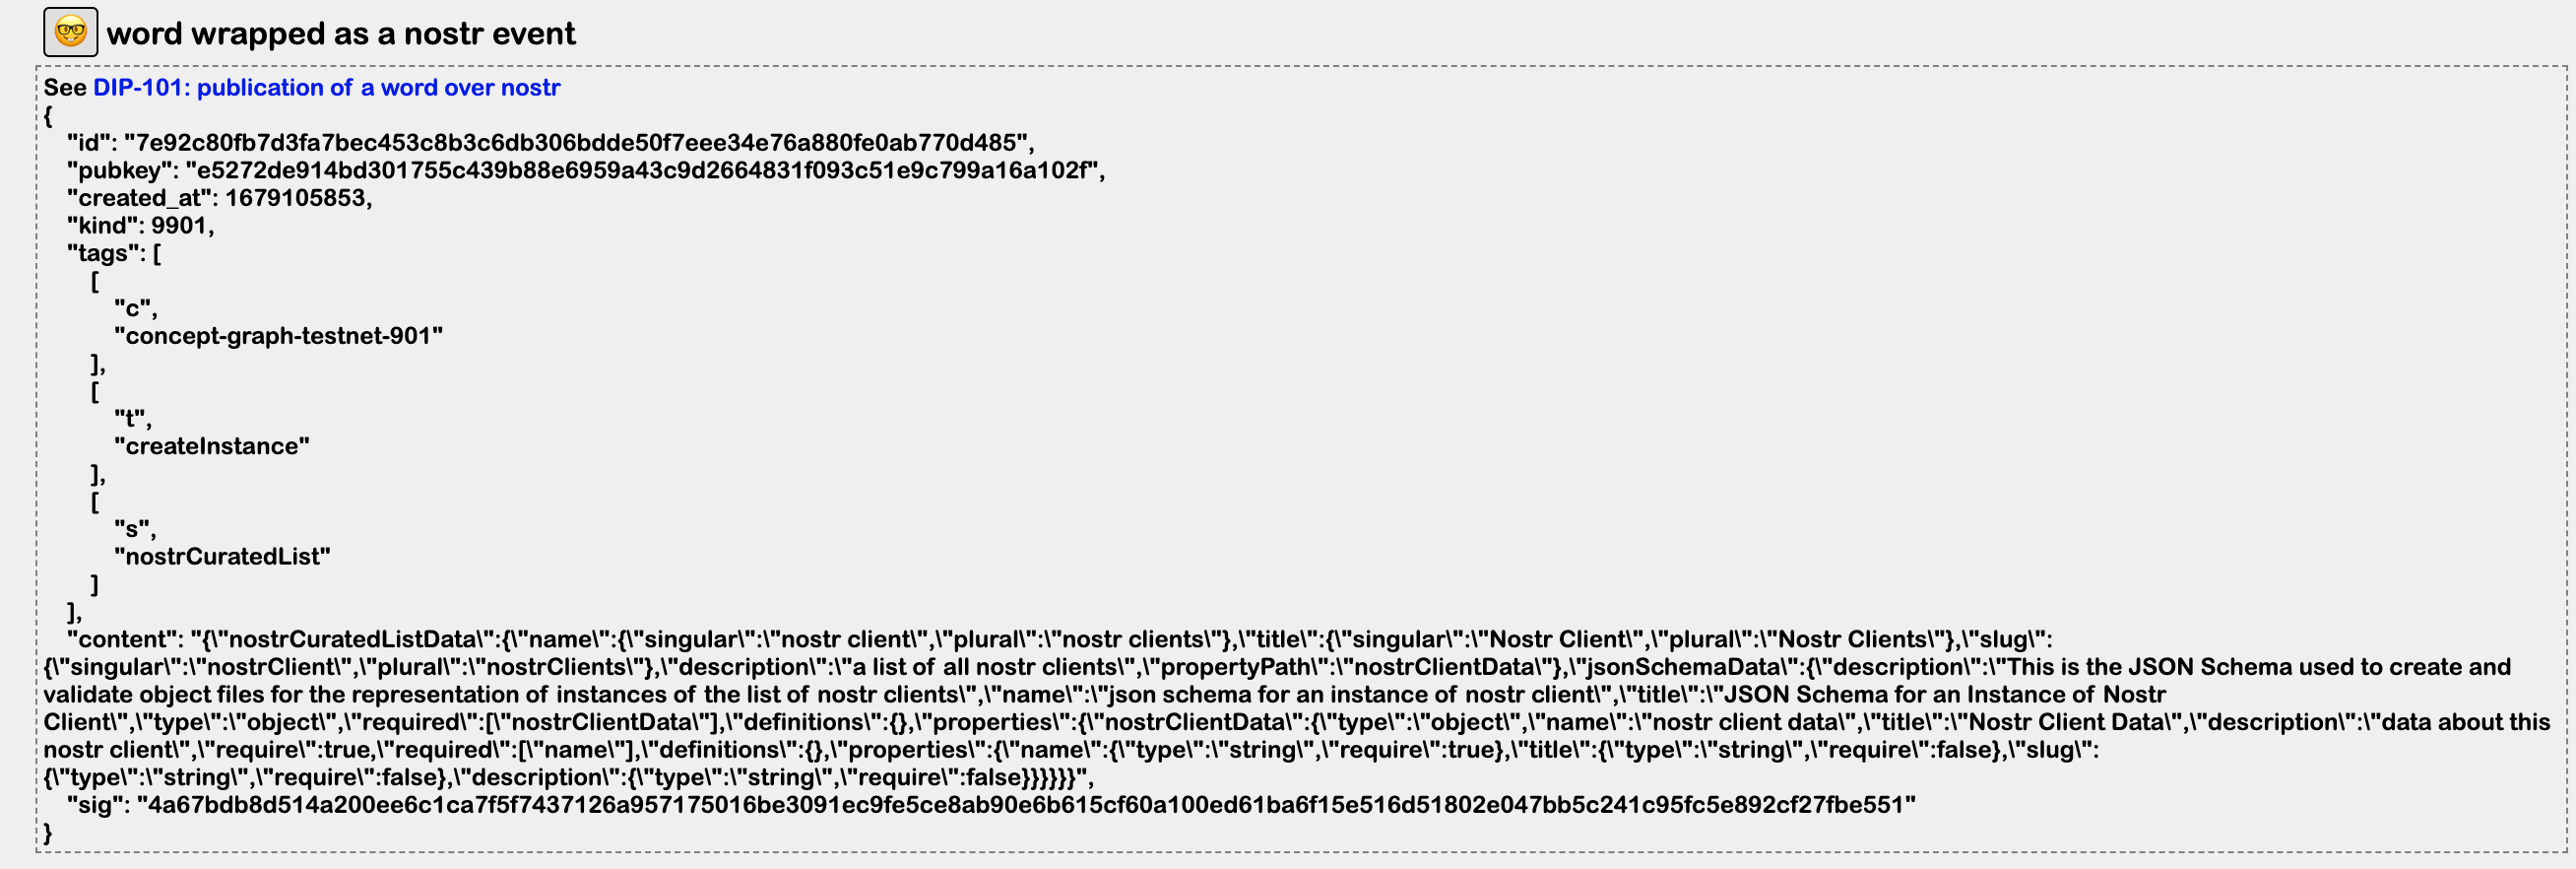 🤓 word wrapped as a nostr event
See DIP-101: publication of a word over nostr
{
    "id": "7e92c80fb7d3fa7bec453c8b3c6db306bdde50f7eee34e76a880fe0ab770d485",
    "pubkey": "e5272de914bd301755c439b88e6959a43c9d2664831f093c51e9c799a16a102f",
    "created_at": 1679105853,
    "kind": 9901,
    "tags": [
        [
            "c",
            "concept-graph-testnet-901"
        ],
        [
            "t",
            "createInstance"
        ],
        [
            "s",
            "nostrCuratedList"
        ]
    ],
    "content": "{\"nostrCuratedListData\":{\"name\":{\"singular\":\"nostr client\",\"plural\":\"nostr clients\"},\"title\":{\"singular\":\"Nostr Client\",\"plural\":\"Nostr Clients\"},\"slug\":
{\"singular\":\"nostrClient\",\"plural\":\"nostrClients\"},\"description\":\"a list of all nostr clients\",\"propertyPath\":\"nostrClientData\"},\"jsonSchemaData\":{\"description\":\"This is the JSON Schema used to create and
validate object files for the representation of instances of the list of nostr clients\",\"name\":\"json schema for an instance of nostr client\",\"title\":\"JSON Schema for an Instance of Nostr
Client\",\"type\":\"object\",\"required\":[\"nostrClientData\"],\"definitions\":{},\"properties\":{\"nostrClientData\":{\"type\":\"object\",\"name\":\"nostr client data\",\"title\":\"Nostr Client Data\",\"description\":\"data about this
nostr client\",\"require\":true,\"required\":[\"name\"],\"definitions\":{},\"properties\":{\"name\":{\"type\":\"string\",\"require\":true},\"title\":{\"type\":\"string\",\"require\":false},\"slug\":
{\"type\":\"string\",\"require\":false},\"description\":{\"type\":\"string\",\"require\":false}}}}}}",
    "sig": "4a67bdb8d514a200ee6c1ca7f5f7437126a957175016be3091ec9fe5ce8ab90e6b615cf60a100ed61ba6f15e516d51802e047bb5c241c95fc5e892cf27fbe551"
}